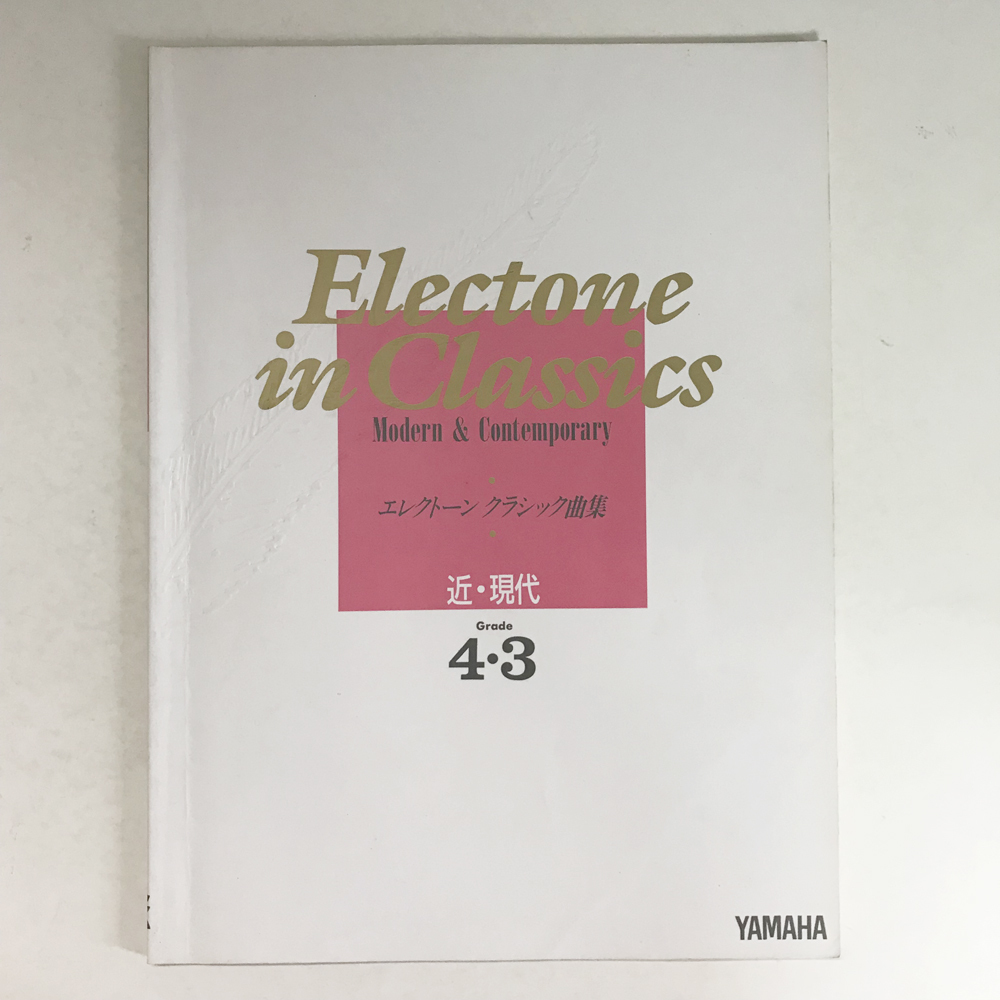 Electone
in Classics
Modern & Contemporary
エレクトーン クラシック曲集
近・現代
Grade
4・3
YAMAHA